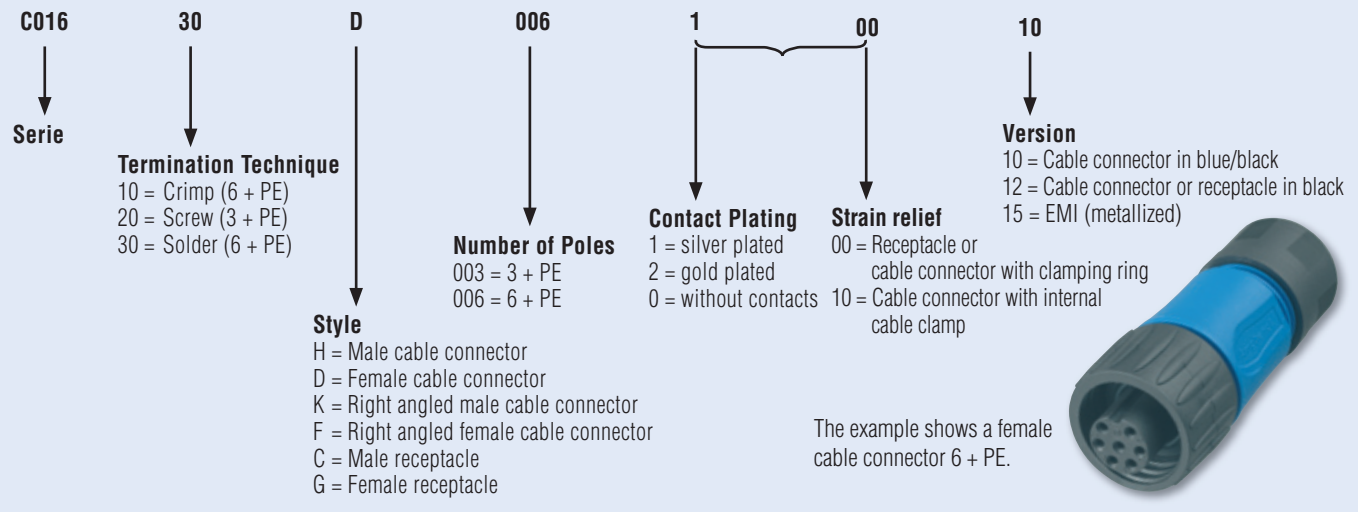 C016 30 D 006 1 00 10
Serie
Termination Technique
10 = Crimp (6 + PE)
20 = Screw (3 + PE)
30 = Solder (6 + PE)
Style
H = Male cable connector
D = Female cable connector
K = Right angled male cable connector
F = Right angled female cable connector
C = Male receptacle
G = Female receptacle
Number of Poles
003 = 3 + PE
006 = 6 + PE
Contact Plating
1 = silver plated
2 = gold plated
0 = without contacts
Strain relief
00 = Receptacle or
cable connector with clamping ring
10 = Cable connector with internal
cable clamp
Version
10 = Cable connector in blue/black
12 = Cable connector or receptacle in black
15 = EMI (metallized)
The example shows a female
cable connector 6 + PE.